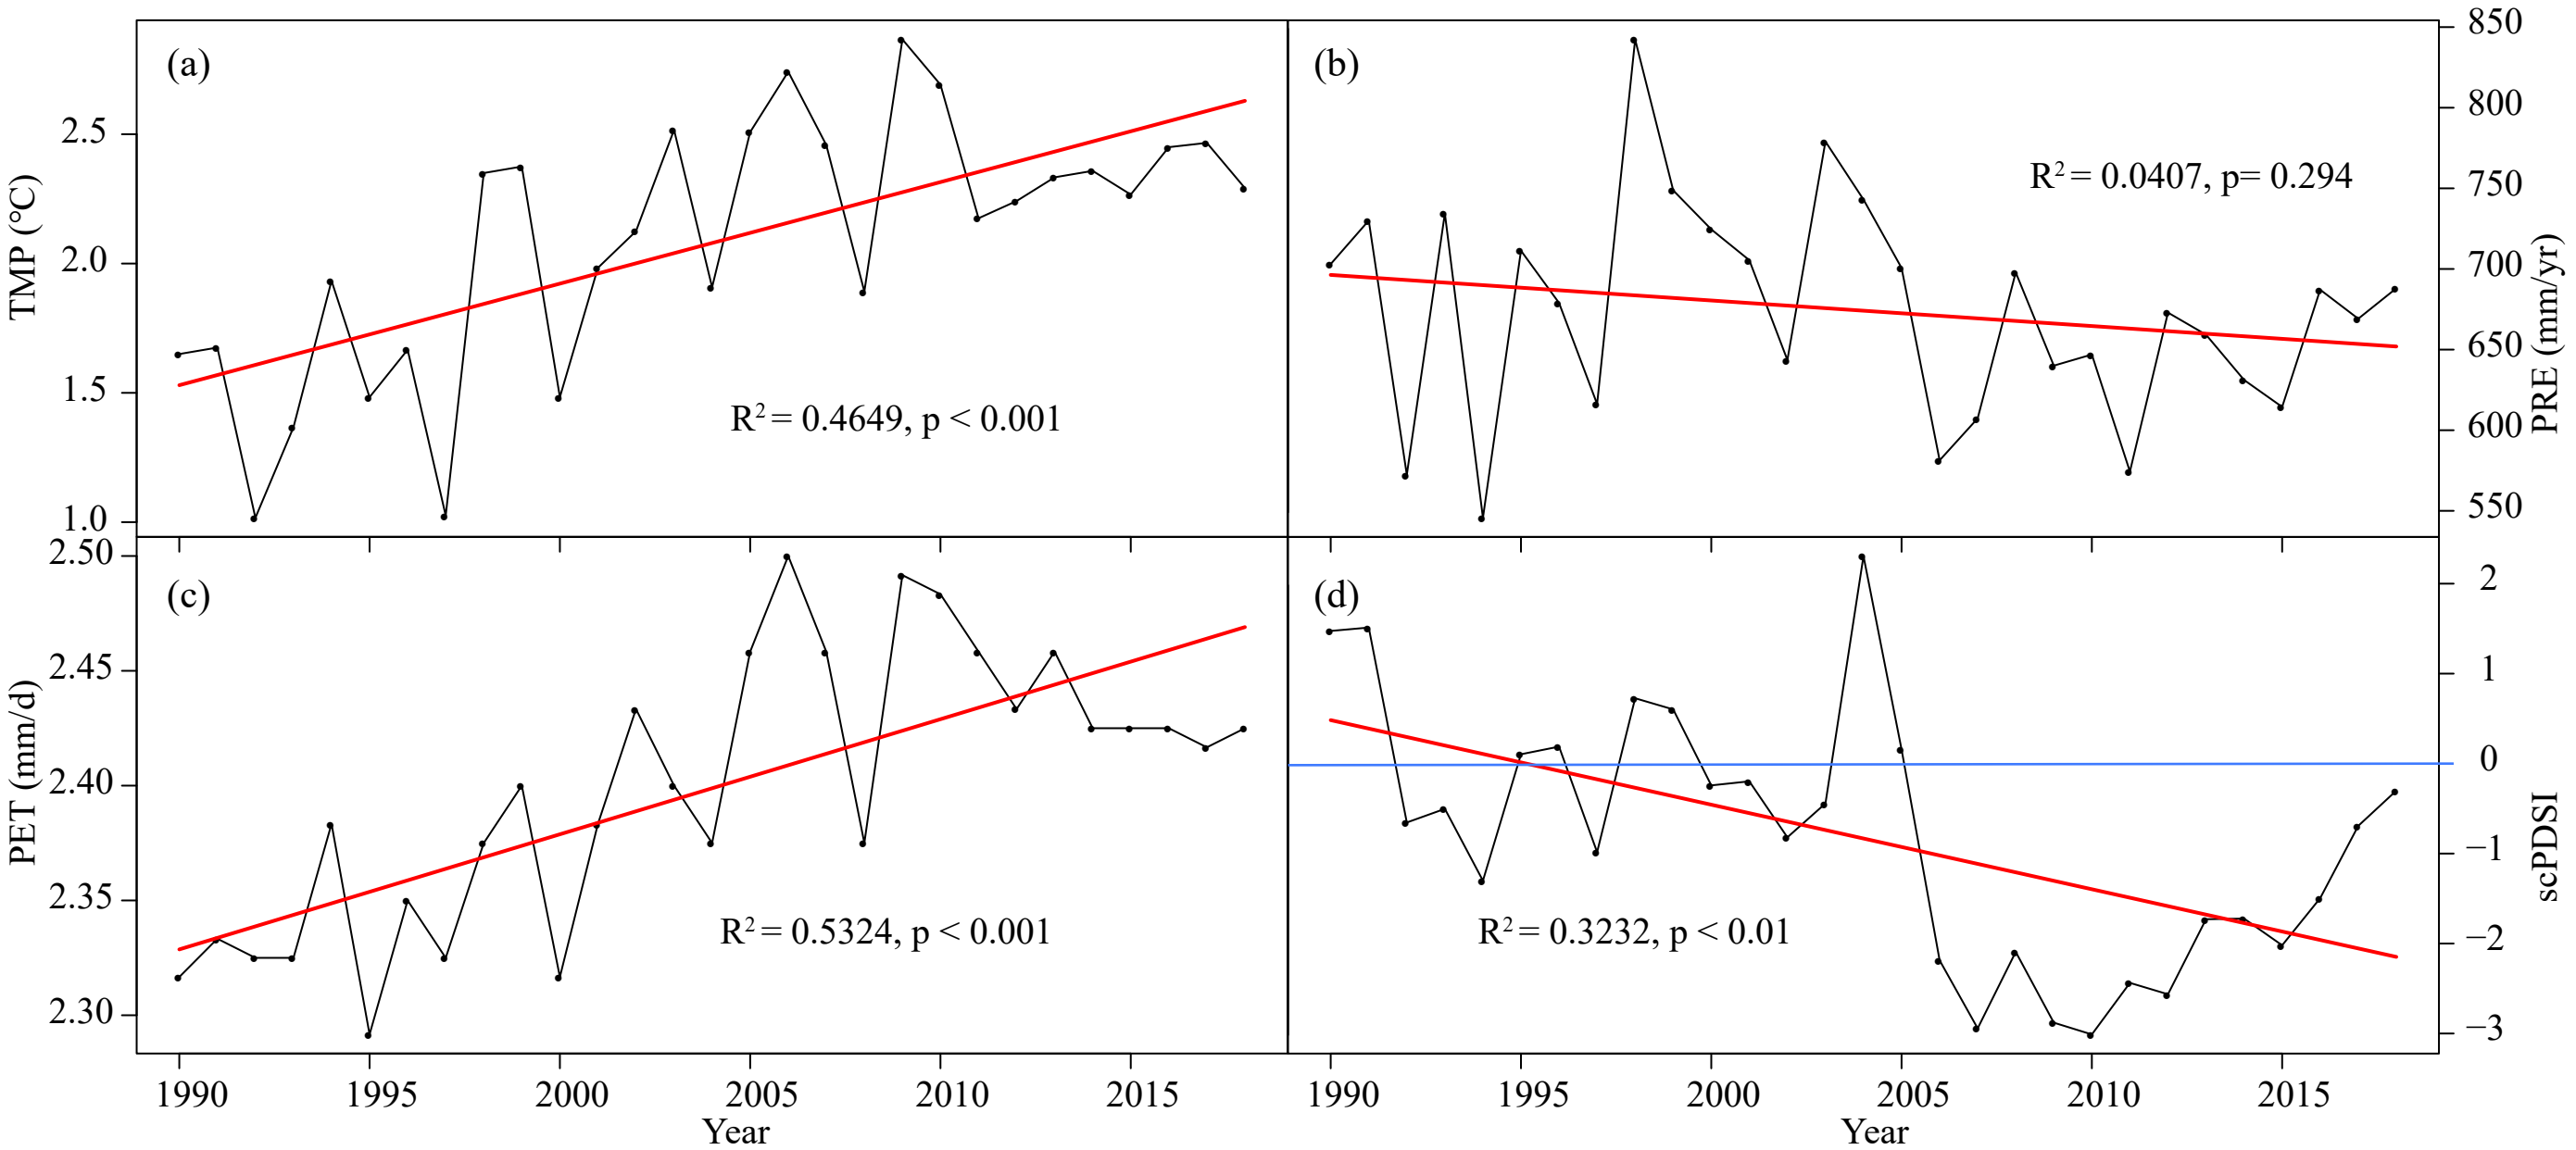 (a)
TMP (°C)
2.5
2.0
1.5
1.0
R² = 0.4649, p < 0.001
(b)
PRE (mm/yr)
850
800
750
700
650
600
550
R² = 0.0407, p= 0.294
(c)
PET (mm/d)
2.50
2.45
2.40
2.35
2.30
R² = 0.5324, p < 0.001
1990 1995 2000 2005 2010 2015
Year
(d)
scPDSI
2
1
0
−1
−2
−3
R² = 0.3232, p < 0.01
1990 1995 2000 2005 2010 2015
Year